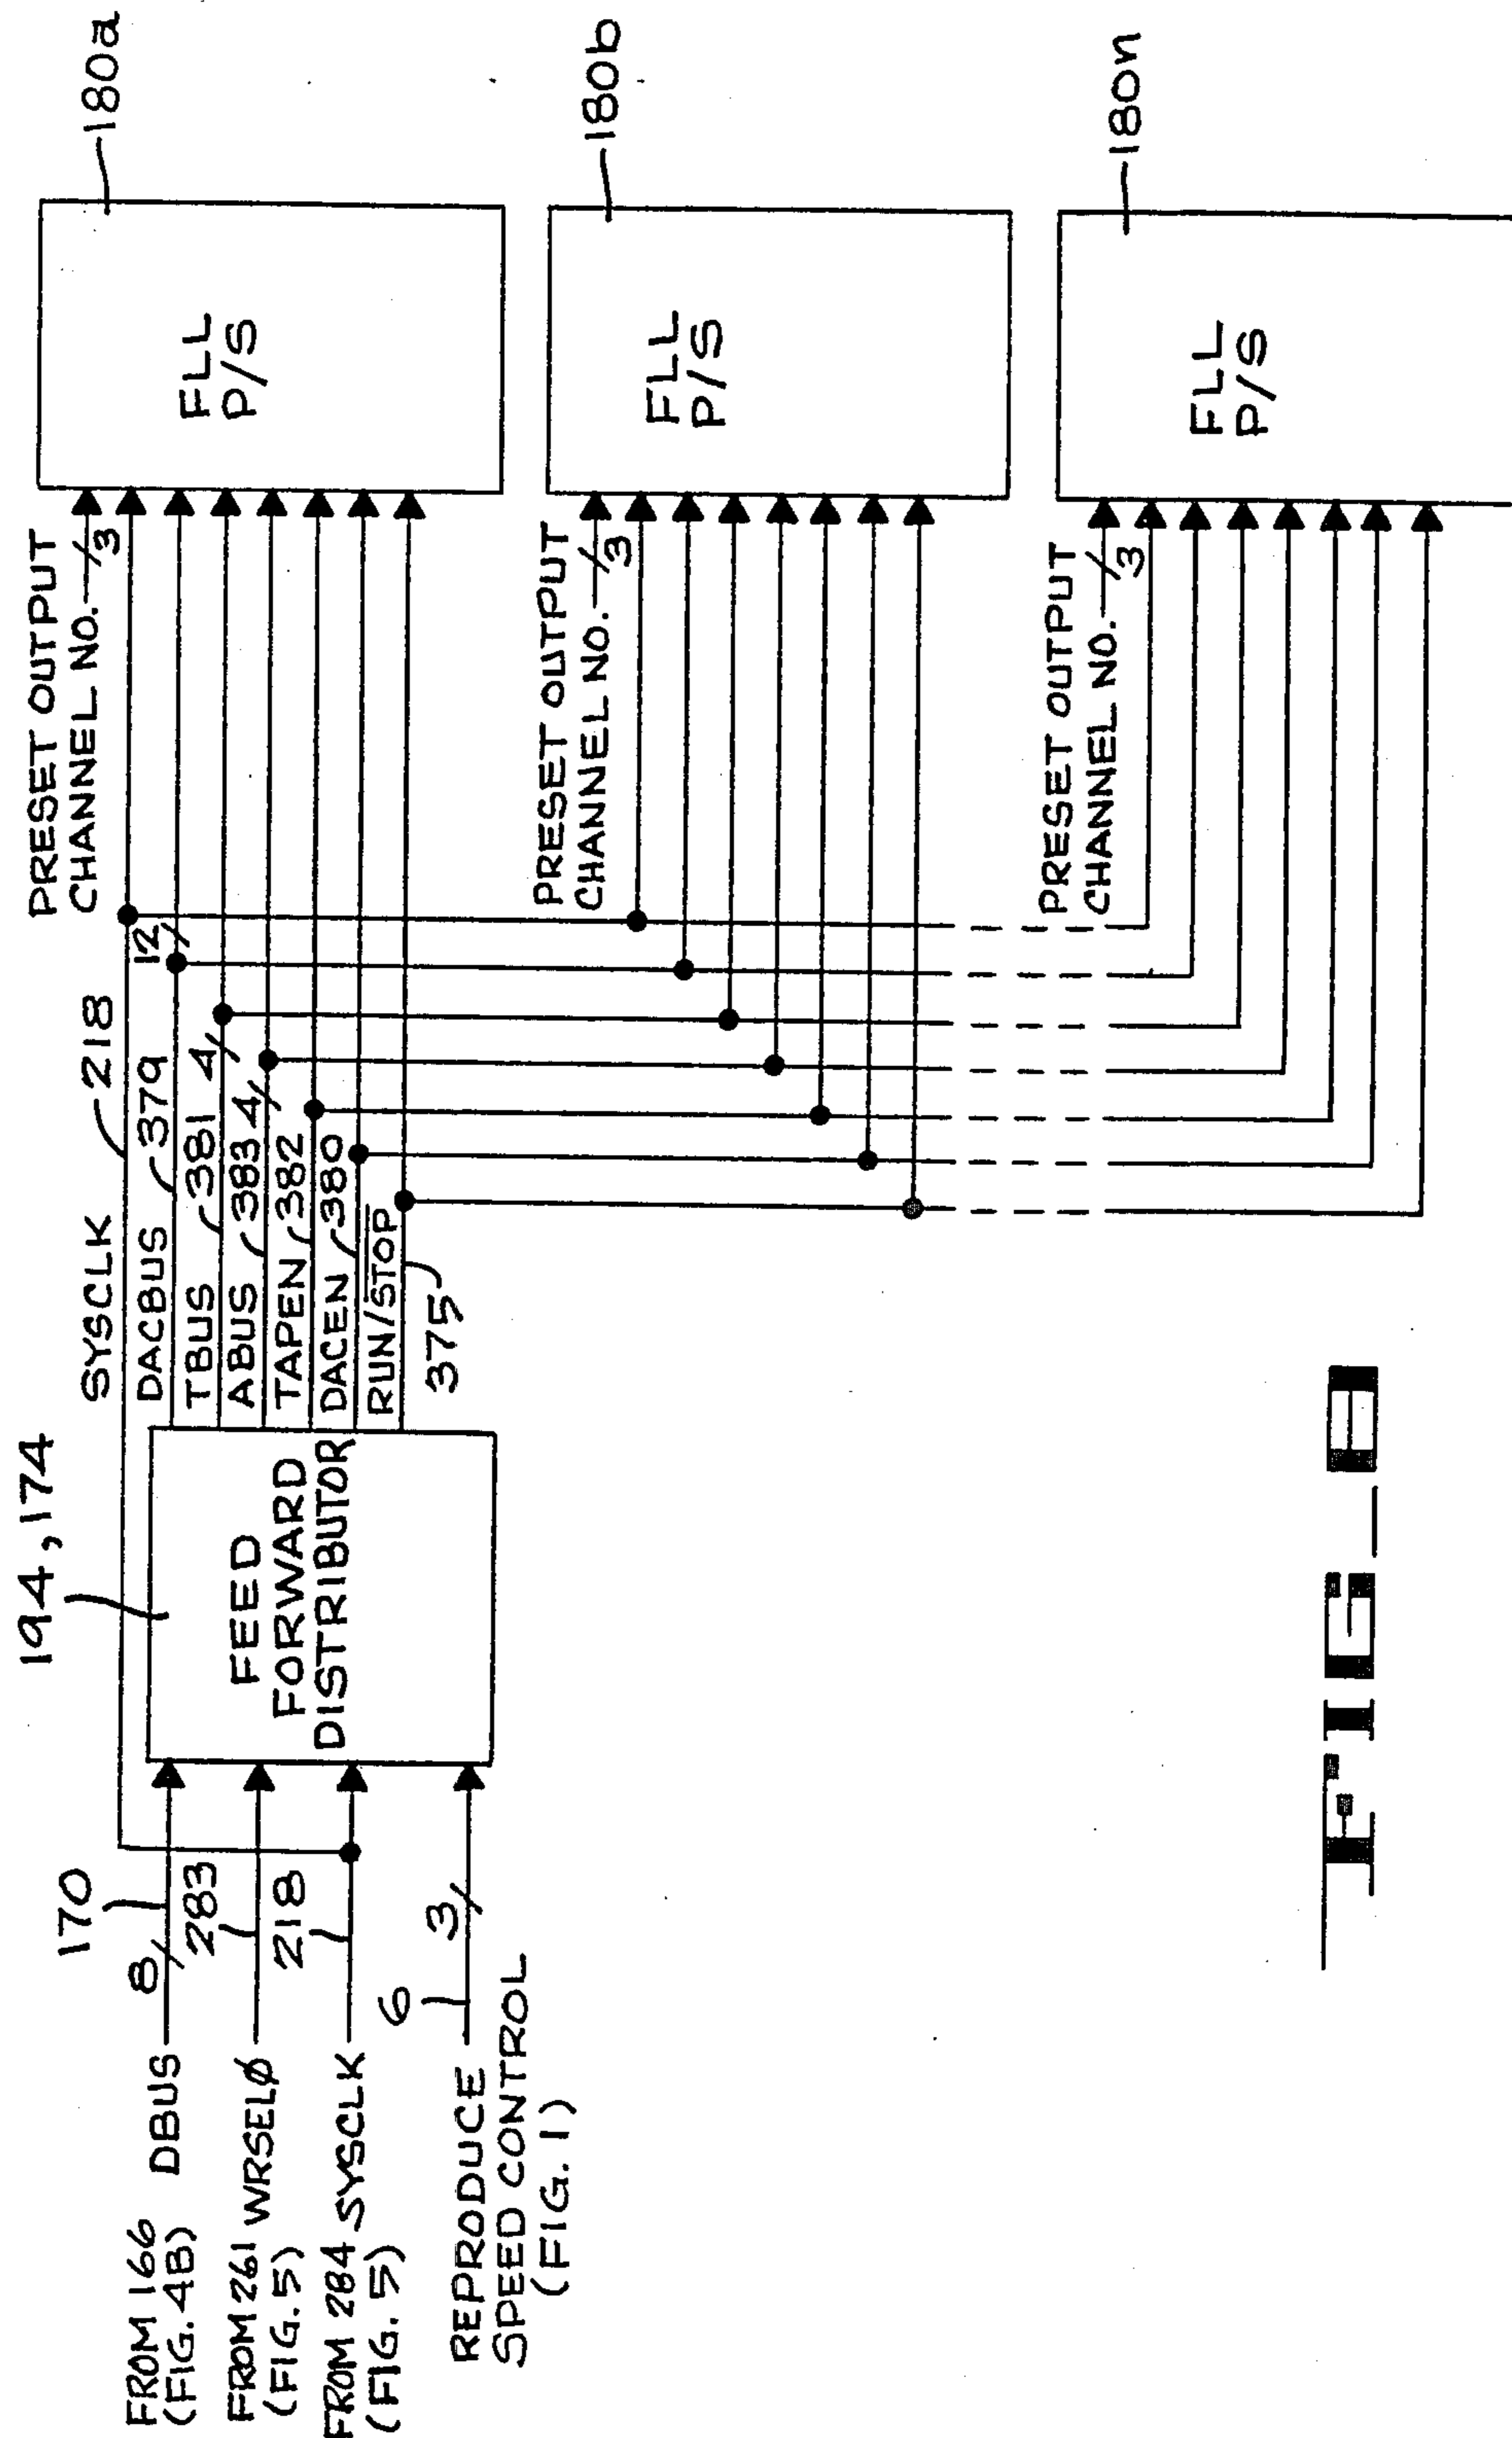 194,174
170
8
283
218
6
3
FROM 166 DBUS
(FIG. 4B)
FROM 261 WRSELØ
(FIG. 5)
FROM 284 SYSCLK
(FIG. 5)
REPRODUCE
SPEED CONTROL
(FIG. 1)
FEED
FORWARD
DISTRIBUTOR
SYSCLK 218
DACBUS 379 12
TBUS 381 4
ABUS 383 4
TAPEN 382
DACEN 380
RUN/STOP
375
PRESET OUTPUT
CHANNEL NO. 3
FLL
P/S
180a
PRESET OUTPUT
CHANNEL NO. 3
FLL
P/S
180b
PRESET OUTPUT
CHANNEL NO. 3
FLL
P/S
180n
FIG_8